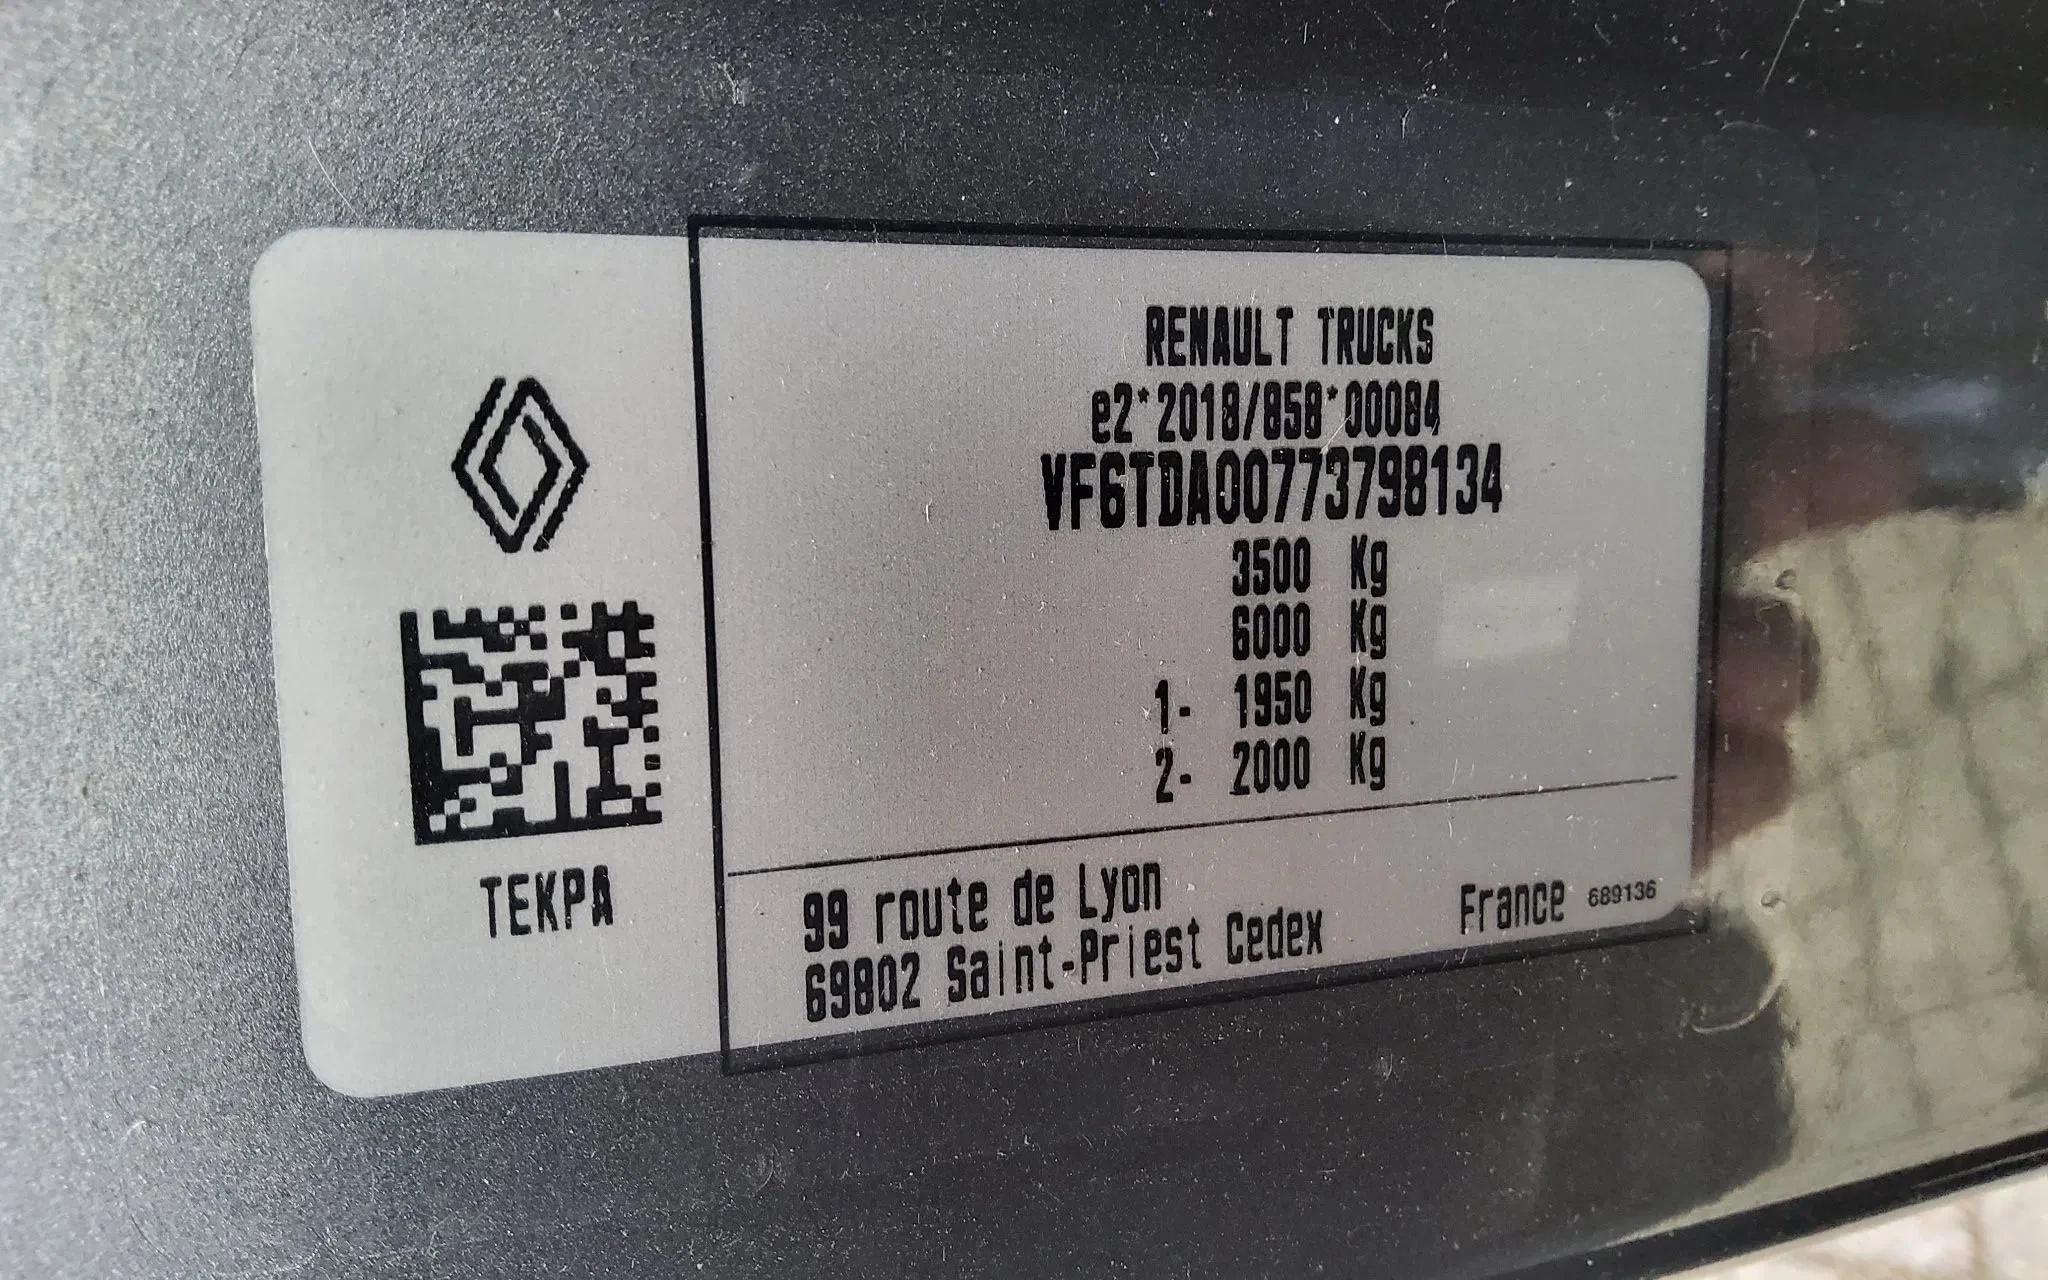 RENAULT TRUCKS
e2*2018/858*00084
VF6TDA00773798134
3500 Kg
6000 Kg
1- 1950 Kg
2- 2000 Kg
TEKPA
99 route de Lyon
69802 Saint-Priest Cedex
France 689136